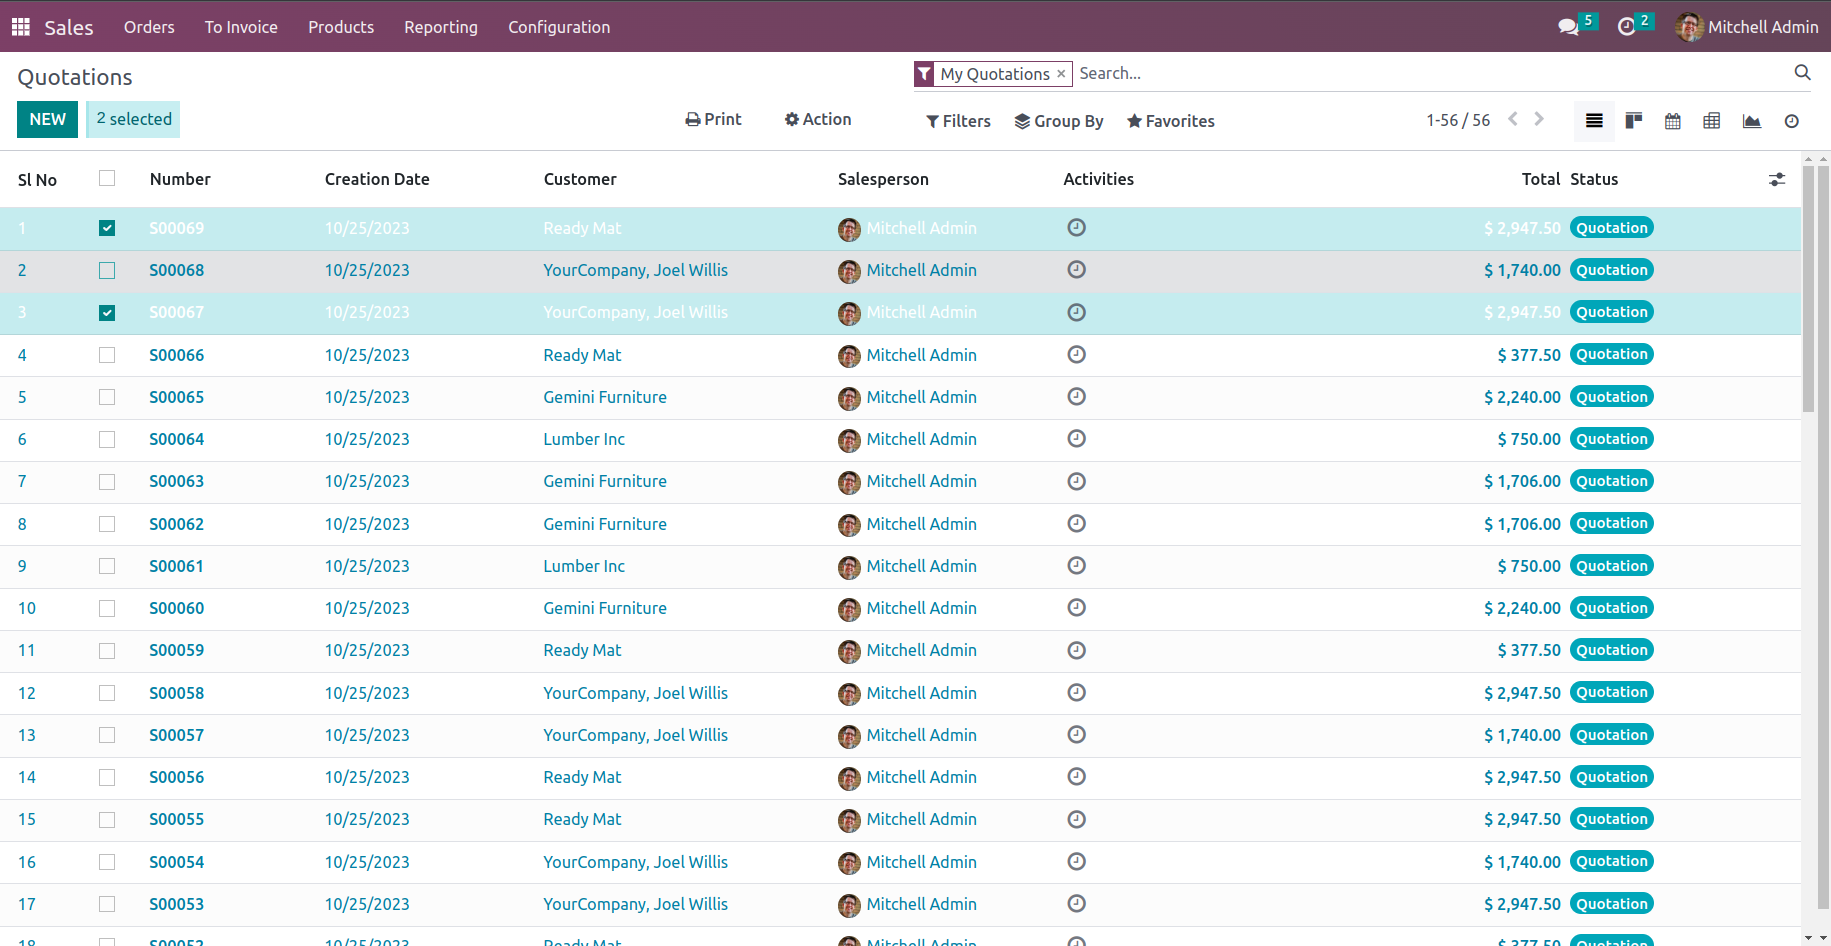 Sales Orders To Invoice Products Reporting Configuration 5 2 Mitchell Admin
Quotations My Quotations × Search...
NEW 2 selected Print Action Filters Group By Favorites 1-56 / 56
Sl No Number Creation Date Customer Salesperson Activities Total Status
1 S00069 10/25/2023 Ready Mat Mitchell Admin $ 2,947.50 Quotation
2 S00068 10/25/2023 YourCompany, Joel Willis Mitchell Admin $ 1,740.00 Quotation
3 S00067 10/25/2023 YourCompany, Joel Willis Mitchell Admin $ 2,947.50 Quotation
4 S00066 10/25/2023 Ready Mat Mitchell Admin $ 377.50 Quotation
5 S00065 10/25/2023 Gemini Furniture Mitchell Admin $ 2,240.00 Quotation
6 S00064 10/25/2023 Lumber Inc Mitchell Admin $ 750.00 Quotation
7 S00063 10/25/2023 Gemini Furniture Mitchell Admin $ 1,706.00 Quotation
8 S00062 10/25/2023 Gemini Furniture Mitchell Admin $ 1,706.00 Quotation
9 S00061 10/25/2023 Lumber Inc Mitchell Admin $ 750.00 Quotation
10 S00060 10/25/2023 Gemini Furniture Mitchell Admin $ 2,240.00 Quotation
11 S00059 10/25/2023 Ready Mat Mitchell Admin $ 377.50 Quotation
12 S00058 10/25/2023 YourCompany, Joel Willis Mitchell Admin $ 2,947.50 Quotation
13 S00057 10/25/2023 YourCompany, Joel Willis Mitchell Admin $ 1,740.00 Quotation
14 S00056 10/25/2023 Ready Mat Mitchell Admin $ 2,947.50 Quotation
15 S00055 10/25/2023 Ready Mat Mitchell Admin $ 2,947.50 Quotation
16 S00054 10/25/2023 YourCompany, Joel Willis Mitchell Admin $ 1,740.00 Quotation
17 S00053 10/25/2023 YourCompany, Joel Willis Mitchell Admin $ 2,947.50 Quotation
18 S00052 10/25/2023 Ready Mat Mitchell Admin $ 377.50 Quotation